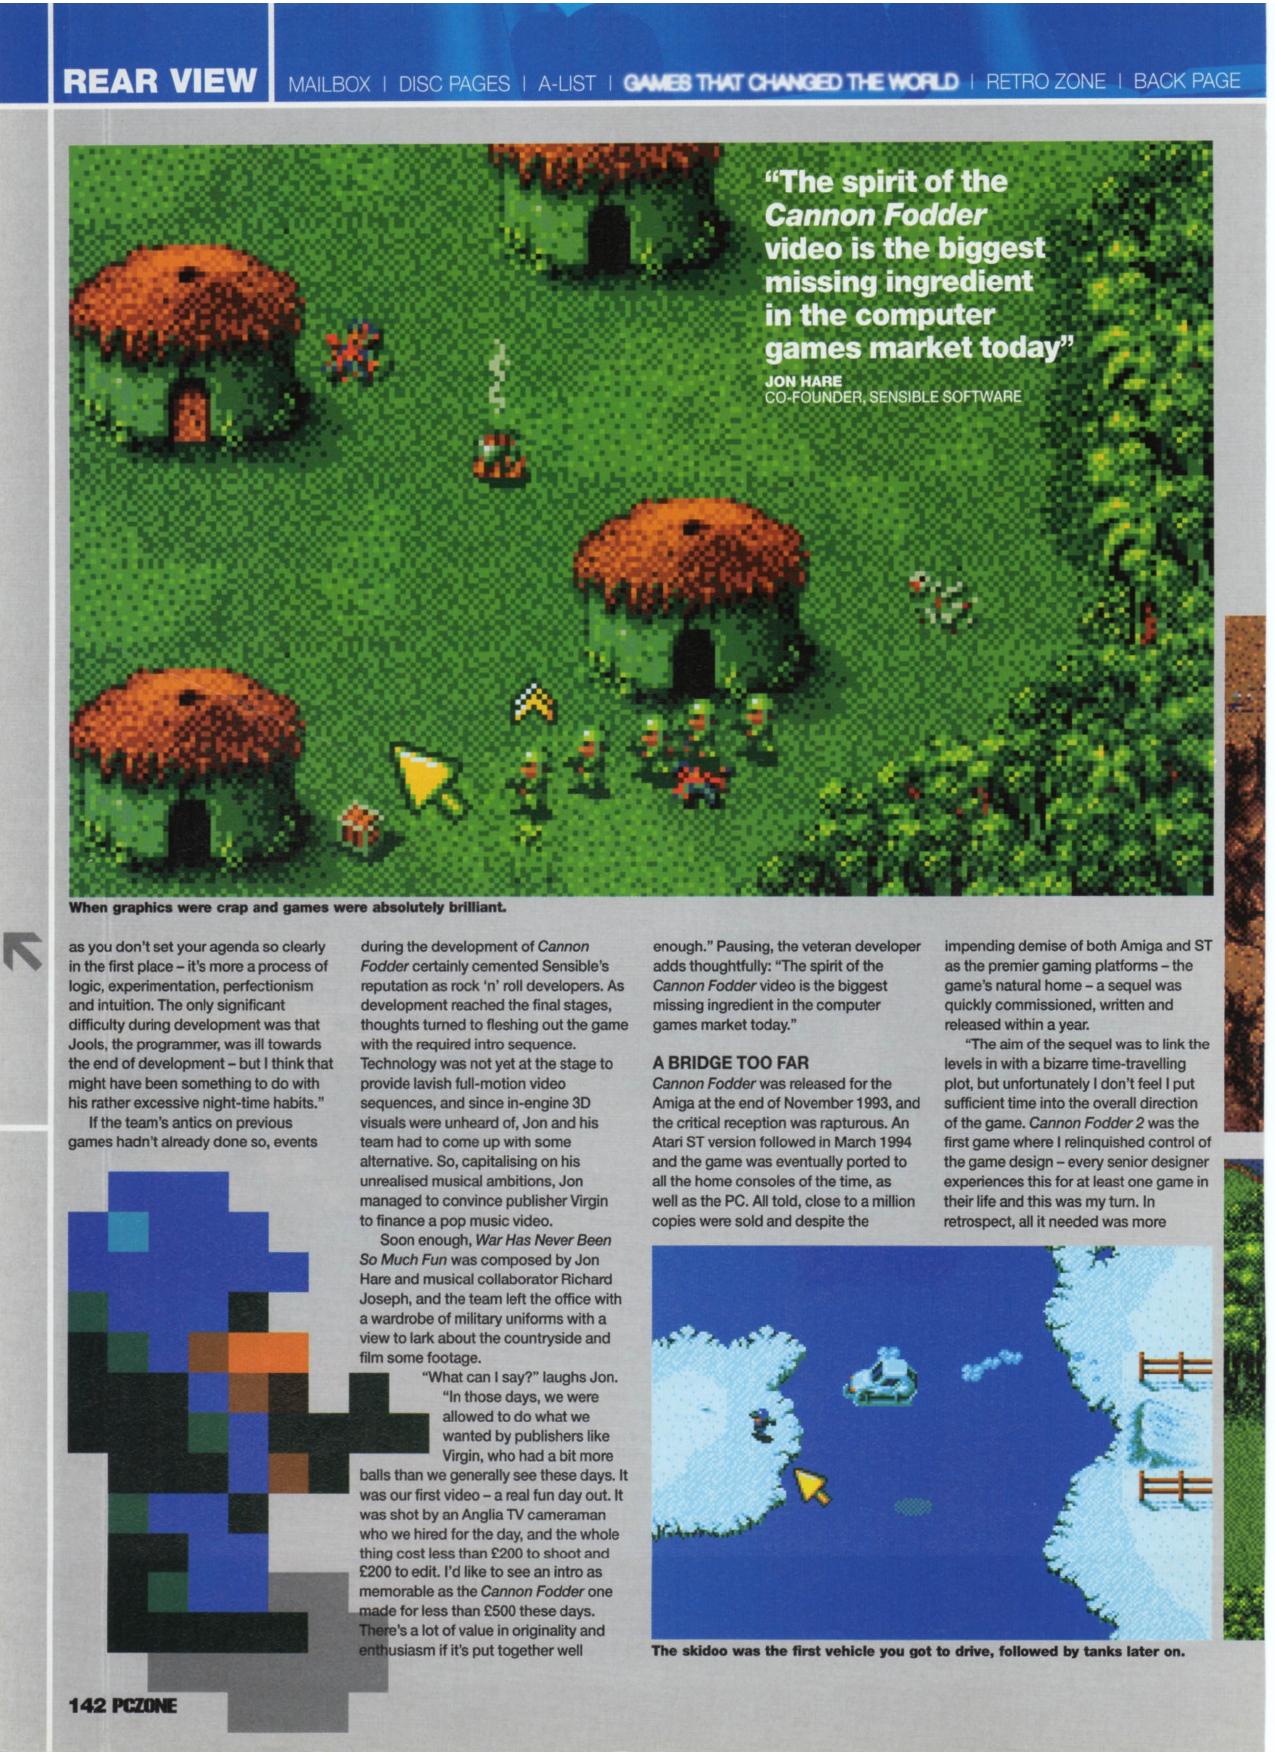 REAR VIEW
MAILBOX | DISC PAGES | A-LIST | GAMES THAT CHANGED THE WORLD | RETRO ZONE | BACK PAGE
“The spirit of the
Cannon Fodder
video is the biggest
missing ingredient
in the computer
games market today”
JON HARE
CO-FOUNDER, SENSIBLE SOFTWARE
When graphics were crap and games were absolutely brilliant.
as you don’t set your agenda so clearly
in the first place – it’s more a process of
logic, experimentation, perfectionism
and intuition. The only significant
difficulty during development was that
Jools, the programmer, was ill towards
the end of development – but I think that
might have been something to do with
his rather excessive night-time habits.”
If the team’s antics on previous
games hadn’t already done so, events
during the development of Cannon
Fodder certainly cemented Sensible’s
reputation as rock ‘n’ roll developers. As
development reached the final stages,
thoughts turned to fleshing out the game
with the required intro sequence.
Technology was not yet at the stage to
provide lavish full-motion video
sequences, and since in-engine 3D
visuals were unheard of, Jon and his
team had to come up with some
alternative. So, capitalising on his
unrealised musical ambitions, Jon
managed to convince publisher Virgin
to finance a pop music video.
Soon enough, War Has Never Been
So Much Fun was composed by Jon
Hare and musical collaborator Richard
Joseph, and the team left the office with
a wardrobe of military uniforms with a
view to lark about the countryside and
film some footage.
“What can I say?” laughs Jon.
“In those days, we were
allowed to do what we
wanted by publishers like
Virgin, who had a bit more
balls than we generally see these days. It
was our first video – a real fun day out. It
was shot by an Anglia TV cameraman
who we hired for the day, and the whole
thing cost less than £200 to shoot and
£200 to edit. I’d like to see an intro as
memorable as the Cannon Fodder one
made for less than £500 these days.
There’s a lot of value in originality and
enthusiasm if it’s put together well
enough.” Pausing, the veteran developer
adds thoughtfully: “The spirit of the
Cannon Fodder video is the biggest
missing ingredient in the computer
games market today.”
A BRIDGE TOO FAR
Cannon Fodder was released for the
Amiga at the end of November 1993, and
the critical reception was rapturous. An
Atari ST version followed in March 1994
and the game was eventually ported to
all the home consoles of the time, as
well as the PC. All told, close to a million
copies were sold and despite the
impending demise of both Amiga and ST
as the premier gaming platforms – the
game’s natural home – a sequel was
quickly commissioned, written and
released within a year.
“The aim of the sequel was to link the
levels in with a bizarre time-travelling
plot, but unfortunately I don’t feel I put
sufficient time into the overall direction
of the game. Cannon Fodder 2 was the
first game where I relinquished control of
the game design – every senior designer
experiences this for at least one game in
their life and this was my turn. In
retrospect, all it needed was more
The skidoo was the first vehicle you got to drive, followed by tanks later on.
142 PCZONE